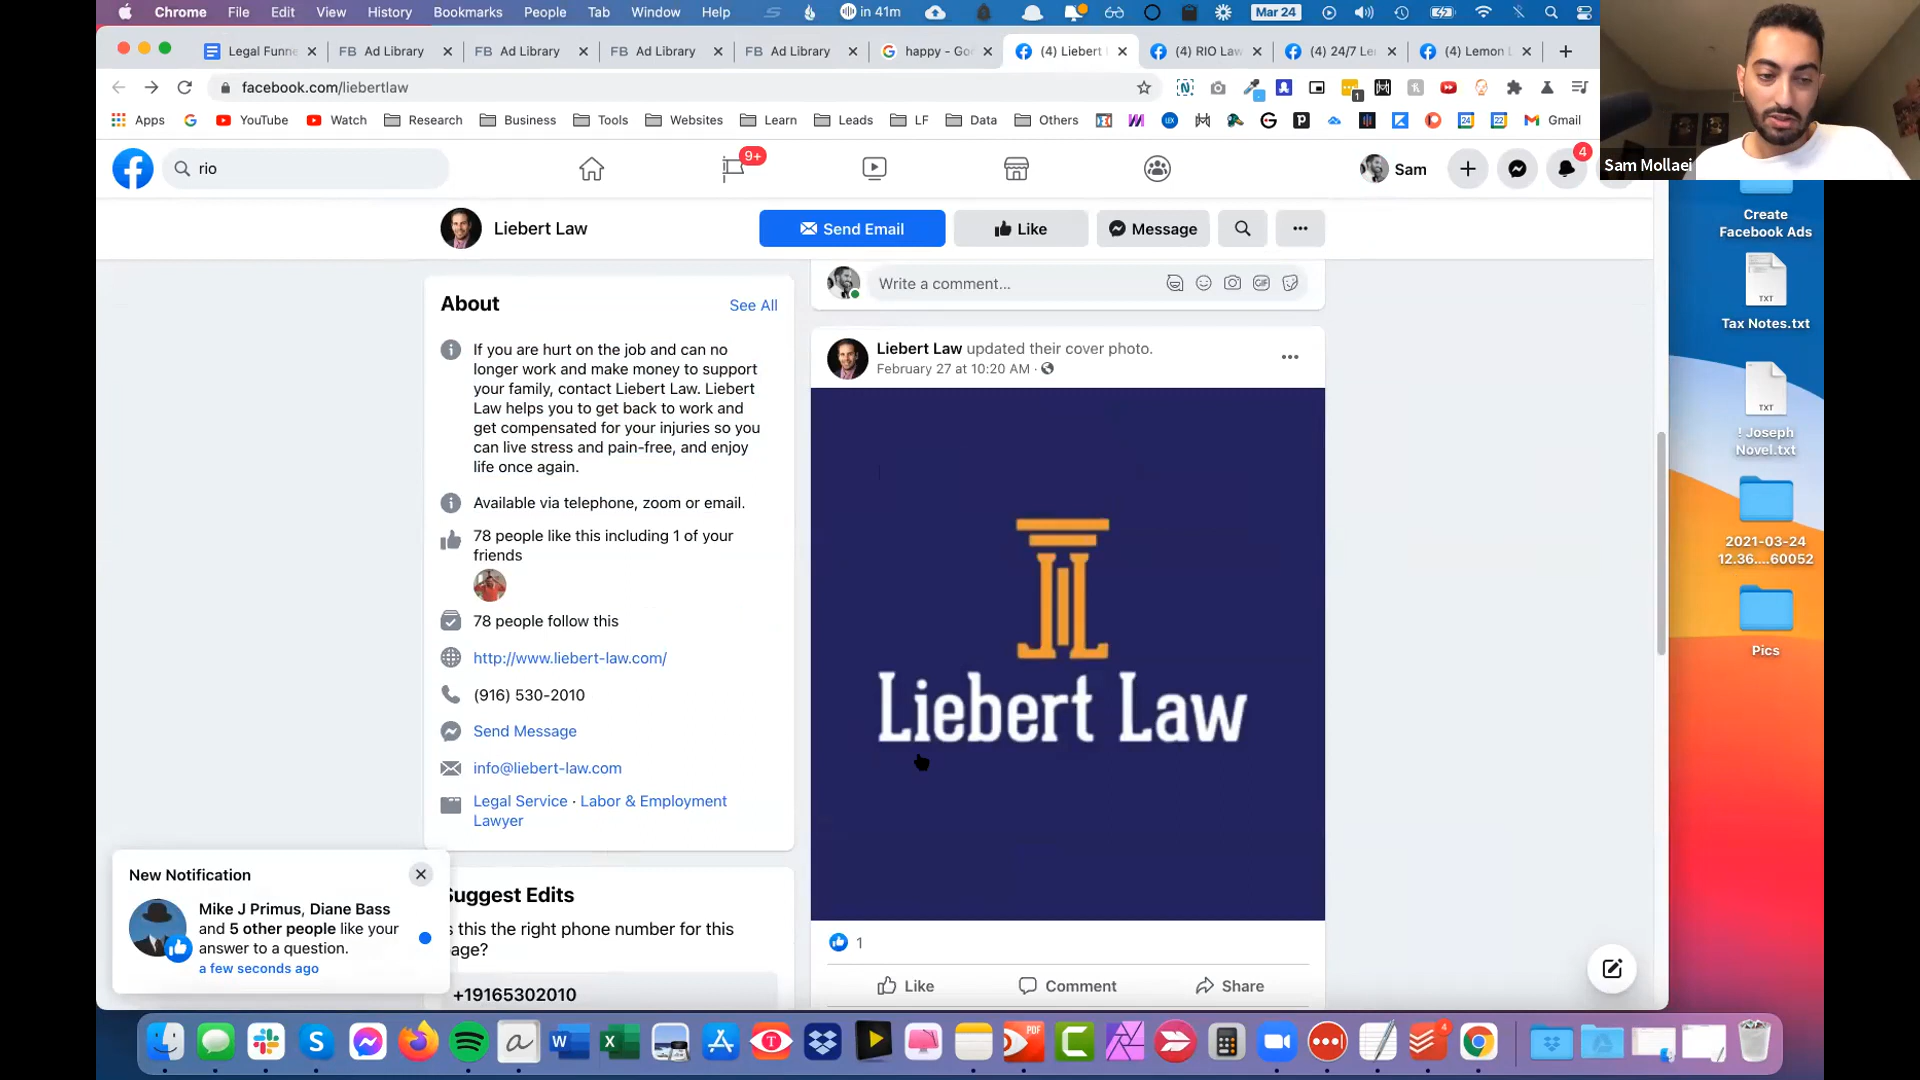 Chrome File Edit View History Bookmarks People Tab Window Help in 41m Mar 24
Legal Funne Ad Library Ad Library Ad Library Ad Library happy - Goo (4) Liebert (4) RIO Law (4) 24/7 Le (4) Lemon L
facebook.com/liebertlaw
Apps YouTube Watch Research Business Tools Websites Learn Leads LF Data Others Gmail
Sam Mollaei
rio
9+
Sam
4
Liebert Law
Send Email
Like
Message
About
See All
If you are hurt on the job and can no
longer work and make money to support
your family, contact Liebert Law. Liebert
Law helps you to get back to work and
get compensated for your injuries so you
can live stress and pain-free, and enjoy
life once again.
Available via telephone, zoom or email.
78 people like this including 1 of your
friends
78 people follow this
http://www.liebert-law.com/
(916) 530-2010
Send Message
info@liebert-law.com
Legal Service · Labor & Employment
Lawyer
Suggest Edits
s this the right phone number for this
age?
+19165302010
New Notification
Mike J Primus, Diane Bass
and 5 other people like your
answer to a question.
a few seconds ago
Write a comment...
Liebert Law updated their cover photo.
February 27 at 10:20 AM ·
Liebert Law
1
Like Comment Share
Create
Facebook Ads
TXT
Tax Notes.txt
TXT
! Joseph
Novel.txt
2021-03-24
12.36....60052
Pics